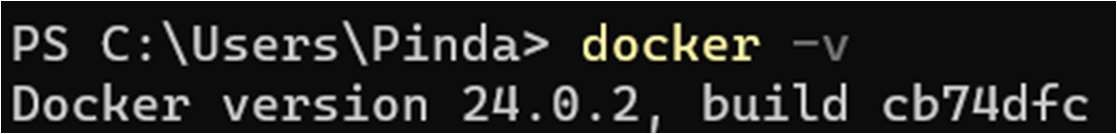 PS C:\Users\Pinda> docker -v
Docker version 24.0.2, build cb74dfc